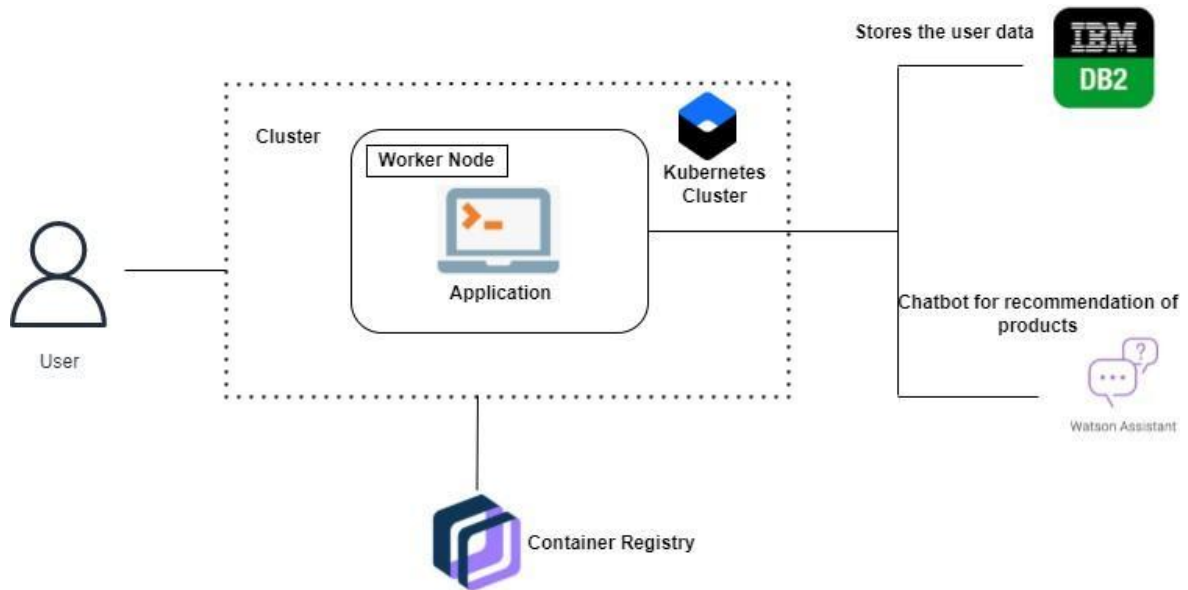 Stores the user data
IBM
DB2
Cluster
Worker Node
Kubernetes
Cluster
>_
Application
User
Chatbot for recommendation of
products
?
Watson Assistant
Container Registry